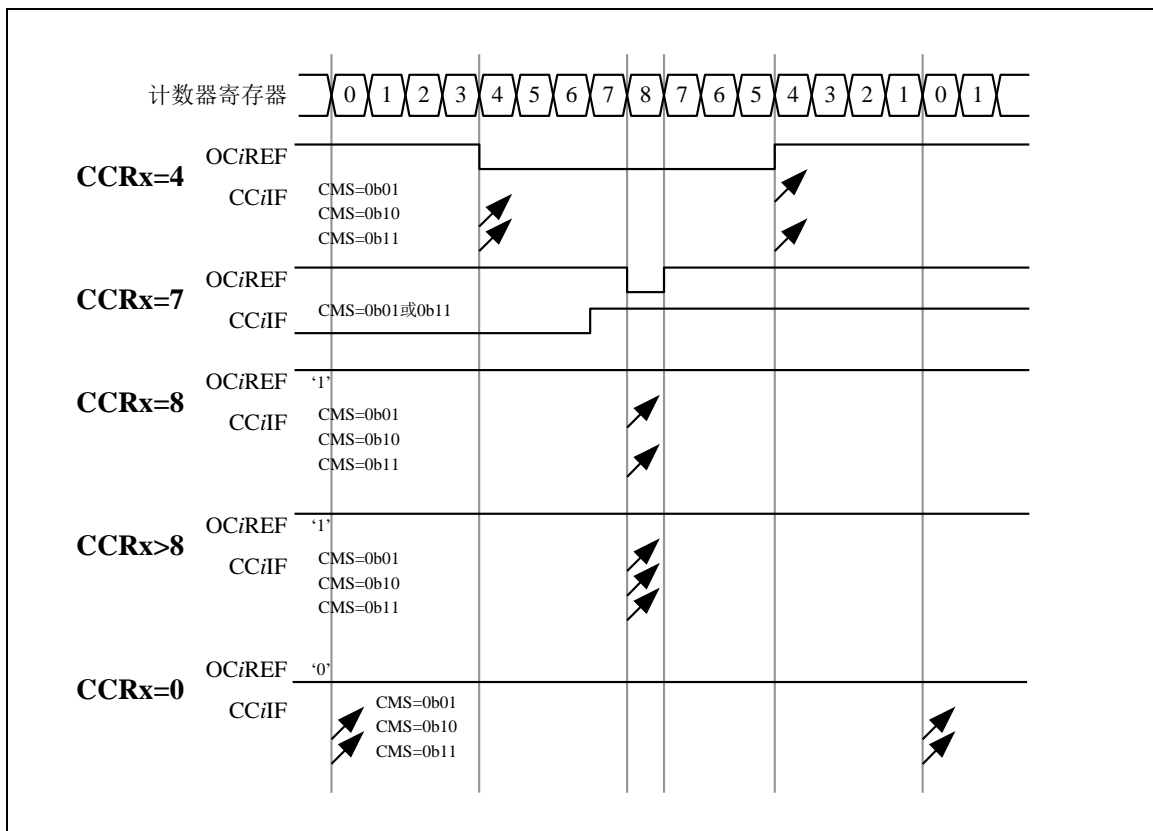 计数器寄存器 0 1 2 3 4 5 6 7 8 7 6 5 4 3 2 1 0 1
CCRx=4
OCiREF
CCiIF
CMS=0b01
CMS=0b10
CMS=0b11
CCRx=7
OCiREF
CCiIF
CMS=0b01或0b11
CCRx=8
OCiREF ‘1’
CCiIF
CMS=0b01
CMS=0b10
CMS=0b11
CCRx>8
OCiREF ‘1’
CCiIF
CMS=0b01
CMS=0b10
CMS=0b11
CCRx=0
OCiREF ‘0’
CCiIF
CMS=0b01
CMS=0b10
CMS=0b11